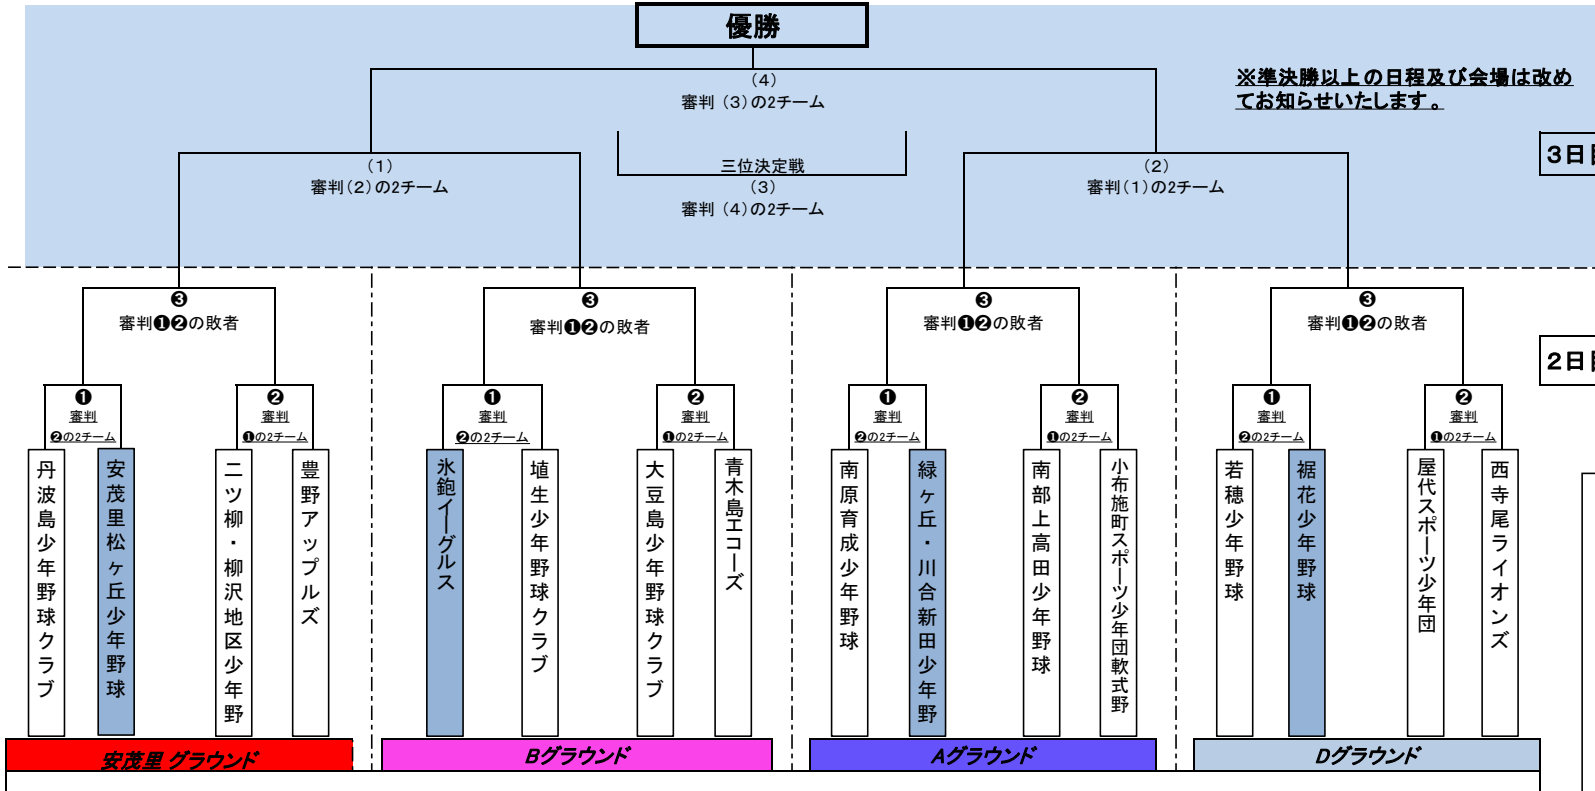 優勝
(4)
審判 (3)の2チーム
※準決勝以上の日程及び会場は改め
てお知らせいたします。
3日目
(1)
審判(2)の2チーム
三位決定戦
(3)
審判 (4)の2チーム
(2)
審判(1)の2チーム
❸
審判❶❷の敗者
❸
審判❶❷の敗者
❸
審判❶❷の敗者
❸
審判❶❷の敗者
2日目
❶
審判
❷の2チーム
❷
審判
❶の2チーム
❶
審判
❷の2チーム
❷
審判
❶の2チーム
❶
審判
❷の2チーム
❷
審判
❶の2チーム
❶
審判
❷の2チーム
❷
審判
❶の2チーム
丹波島少年野球クラブ
安茂里松ヶ丘少年野球
二ツ柳・柳沢地区少年野
豊野アップルズ
氷鉋イーグルス
埴生少年野球クラブ
大豆島少年野球クラブ
青木島エコーズ
南原育成少年野球
緑ヶ丘・川合新田少年野
南部上高田少年野球
小布施町スポーツ少年団軟式野
若穂少年野球
裾花少年野球
屋代スポーツ少年団
西寺尾ライオンズ
安茂里 グラウンド
Bグラウンド
Aグラウンド
Dグラウンド